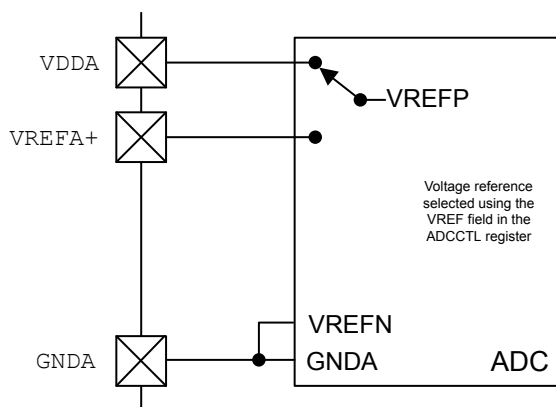 VDDA
VREFP
VREFA+
Voltage reference
selected using the
VREF field in the
ADCCTL register
VREFN
GNDA
GNDA
ADC